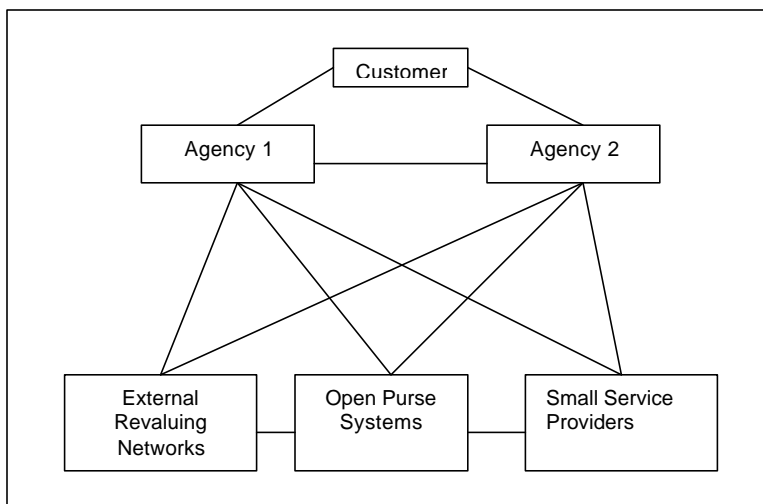 Customer
Agency 1
Agency 2
External
Revaluing
Networks
Open Purse
Systems
Small Service
Providers